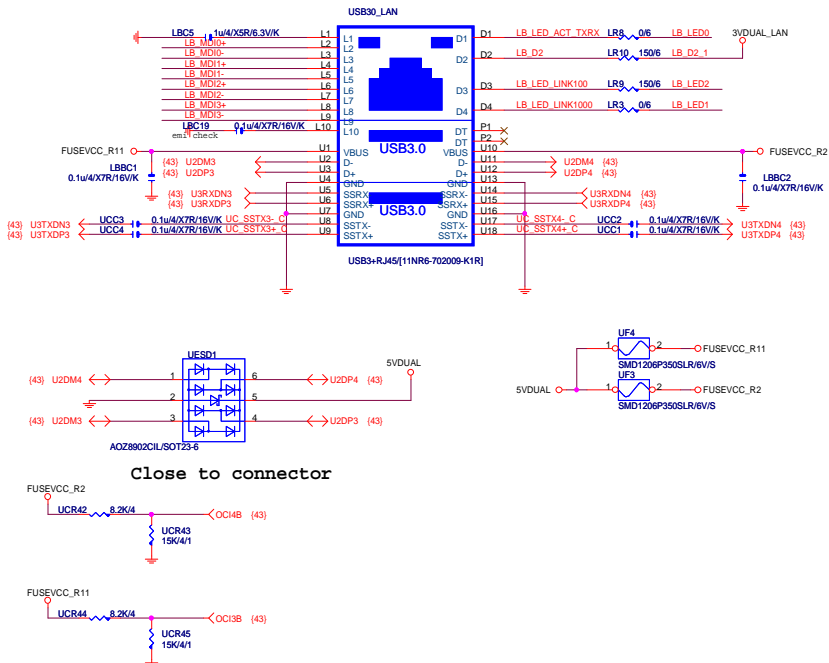 USB30_LAN
LBC5 1u/4/X5R/6.3V/K L1 L1 D1 D1 LB_LED_ACT_TXRX LR8 0/6 LB_LED0 3VDUAL_LAN
LB_MDI0+ L2 L2
LB_MDI0- L3 L3 D2 D2 LB_D2 LR10 150/6 LB_D2_1
LB_MDI1+ L4 L4
LB_MDI1- L5 L5
LB_MDI2+ L6 L6 D3 D3 LB_LED_LINK100 LR9 150/6 LB_LED2
LB_MDI2- L7 L7
LB_MDI3+ L8 L8 D4 D4 LB_LED_LINK1000 LR3 0/6 LB_LED1
LB_MDI3- L9 L9
LBC19 0.1u/4/X7R/16V/K L10 L10 DT P1
emi check DT P2
USB3.0
FUSEVCC_R11 U1 VBUS VBUS U10 FUSEVCC_R2
LBBC1 {43} U2DM3 U2 D- D- U11 U2DM4 {43}
0.1u/4/X7R/16V/K {43} U2DP3 U3 D+ D+ U12 U2DP4 {43} LBBC2
U4 GND GND U13 0.1u/4/X7R/16V/K
{43} U3RXDN3 U5 SSRX- SSRX- U14 U3RXDN4 {43}
{43} U3RXDP3 U6 SSRX+ SSRX+ U15 U3RXDP4 {43}
U7 GND USB3.0 GND U16
{43} U3TXDN3 UCC3 0.1u/4/X7R/16V/K UC_SSTX3-_C U8 SSTX- SSTX- U17 UC_SSTX4-_C UCC2 0.1u/4/X7R/16V/K U3TXDN4 {43}
{43} U3TXDP3 UCC4 0.1u/4/X7R/16V/K UC_SSTX3+_C U9 SSTX+ SSTX+ U18 UC_SSTX4+_C UCC1 0.1u/4/X7R/16V/K U3TXDP4 {43}
USB3+RJ45/[11NR6-702009-K1R]
UESD1
5VDUAL
{43} U2DM4 1 6 U2DP4 {43}
2 5
{43} U2DM3 3 4 U2DP3 {43}
AOZ8902CIL/SOT23-6
Close to connector
UF4
1 2 FUSEVCC_R11
SMD1206P350SLR/6V/S
UF3
5VDUAL 1 2 FUSEVCC_R2
SMD1206P350SLR/6V/S
FUSEVCC_R2
UCR42 8.2K/4 OCI4B {43}
UCR43
15K/4/1
FUSEVCC_R11
UCR44 8.2K/4 OCI3B {43}
UCR45
15K/4/1